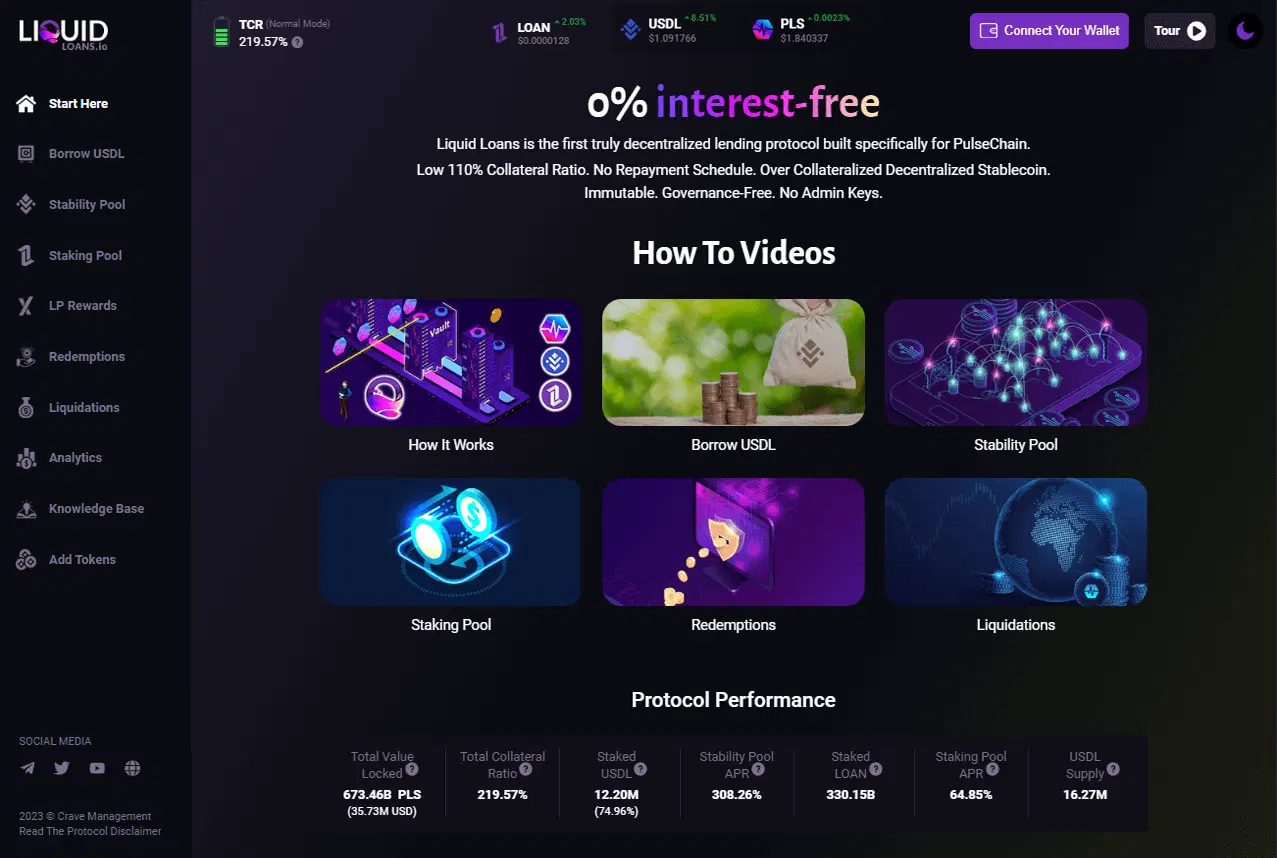 LIQUID
LOANS.io
TCR (Normal Mode)
219.57% ?
LOAN 2.03%
$0.0000128
USDL 8.51%
$1.091766
PLS 0.0023%
$1.840337
Connect Your Wallet
Tour
Start Here
Borrow USDL
Stability Pool
Staking Pool
LP Rewards
Redemptions
Liquidations
Analytics
Knowledge Base
Add Tokens
0% interest-free
Liquid Loans is the first truly decentralized lending protocol built specifically for PulseChain.
Low 110% Collateral Ratio. No Repayment Schedule. Over Collateralized Decentralized Stablecoin.
Immutable. Governance-Free. No Admin Keys.
How To Videos
Vault
How It Works
Borrow USDL
Stability Pool
Staking Pool
Redemptions
Liquidations
Protocol Performance
Total Value
Locked ?
673.46B PLS
(35.73M USD)
Total Collateral
Ratio ?
219.57%
Staked
USDL ?
12.20M
(74.96%)
Stability Pool
APR ?
308.26%
Staked
LOAN ?
330.15B
Staking Pool
APR ?
64.85%
USDL
Supply ?
16.27M
SOCIAL MEDIA
2023 © Crave Management
Read The Protocol Disclaimer